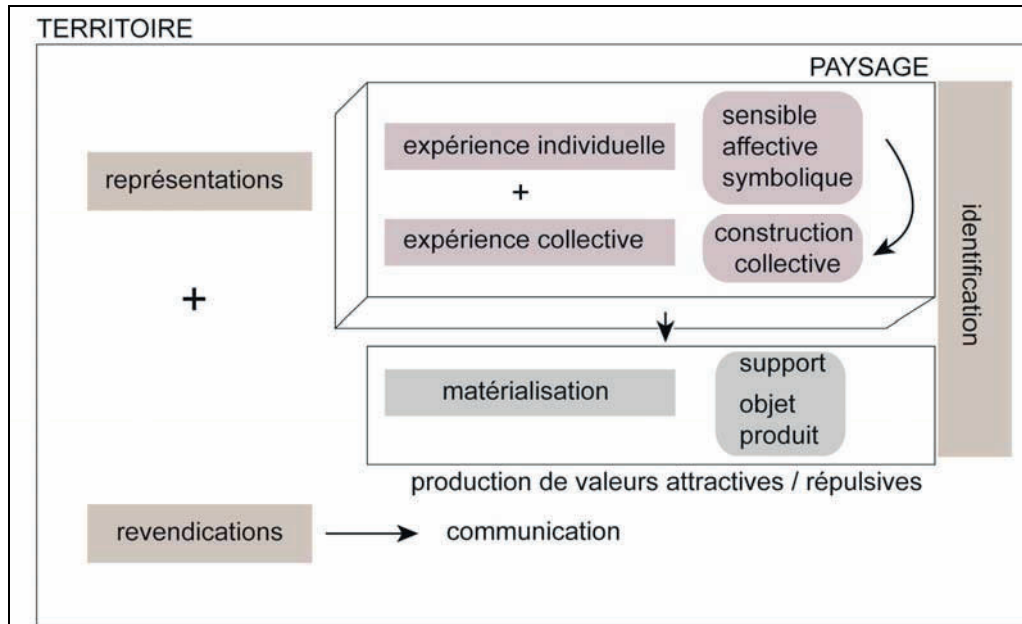 TERRITOIRE
PAYSAGE
représentations
+
revendications
expérience individuelle
+
expérience collective
sensible
affective
symbolique
construction
collective
matérialisation
support
objet
produit
identification
production de valeurs attractives / répulsives
communication